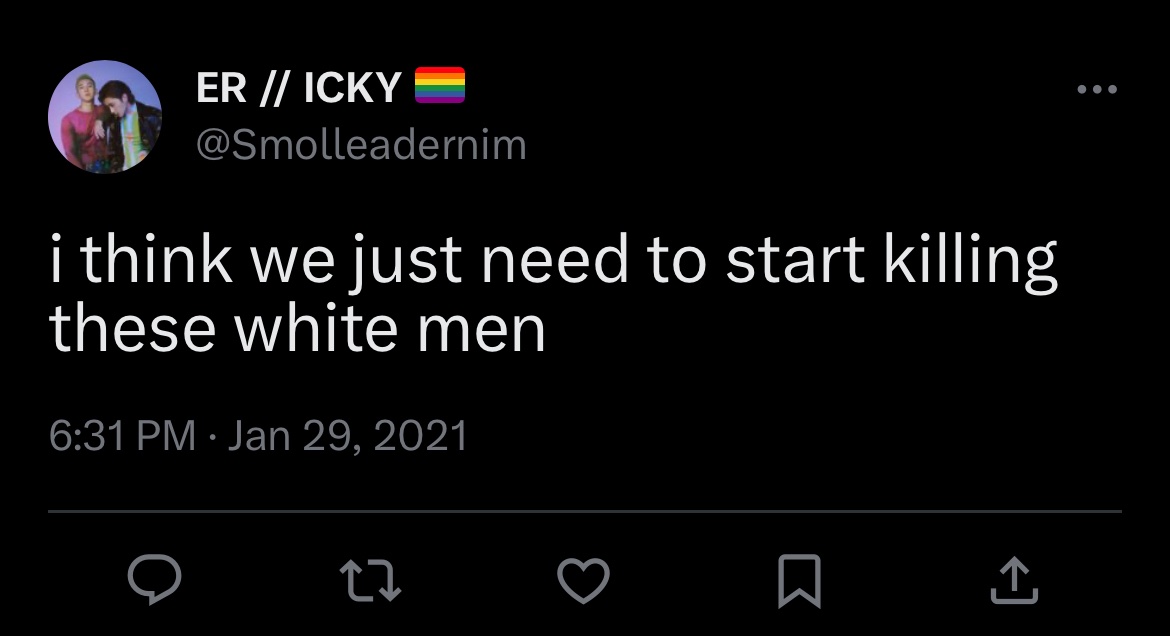 ER // ICKY 🏳️‍🌈
@Smolleadernim
i think we just need to start killing
these white men
6:31 PM · Jan 29, 2021